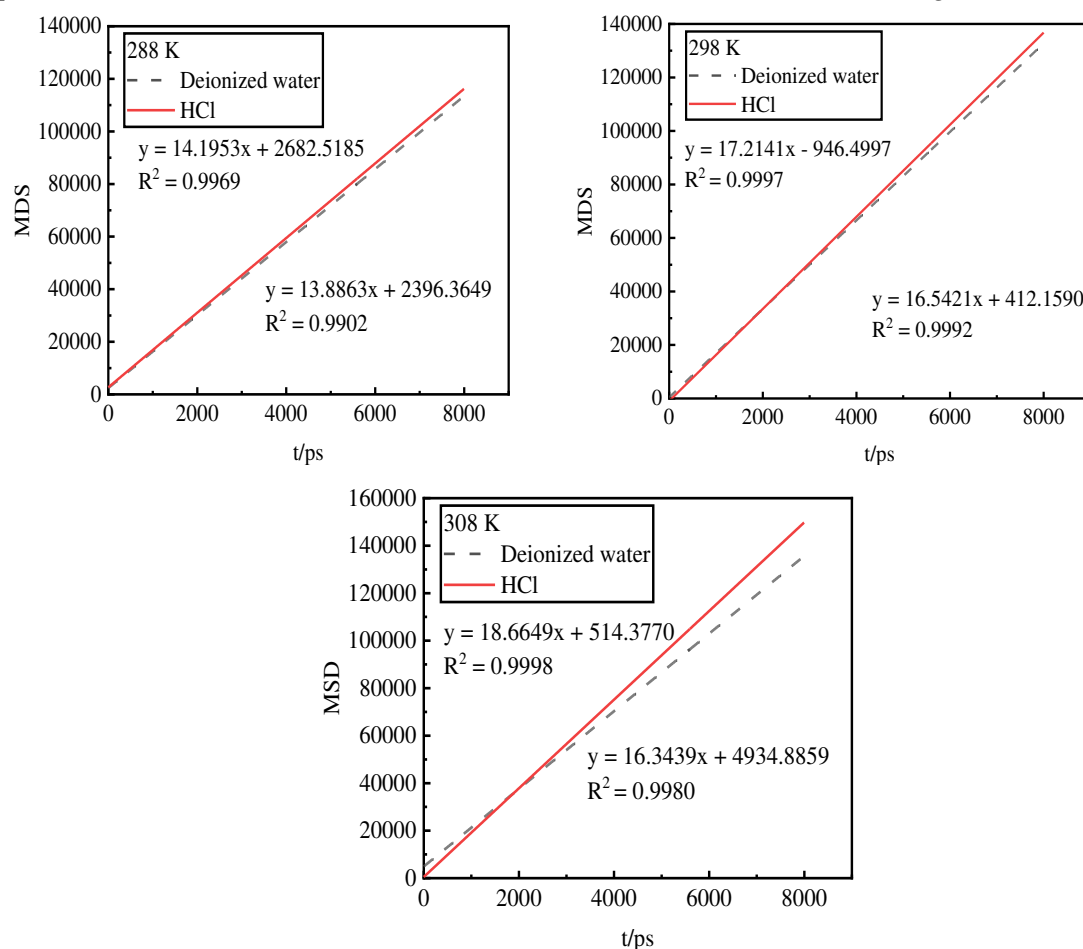 140000
120000
100000
80000
60000
40000
20000
0
MDS
288 K
Deionized water
HCl
y = 14.1953x + 2682.5185
R² = 0.9969
y = 13.8863x + 2396.3649
R² = 0.9902
0 2000 4000 6000 8000
t/ps
140000
120000
100000
80000
60000
40000
20000
0
MDS
298 K
Deionized water
HCl
y = 17.2141x - 946.4997
R² = 0.9997
y = 16.5421x + 412.1590
R² = 0.9992
0 2000 4000 6000 8000
t/ps
160000
140000
120000
100000
80000
60000
40000
20000
0
MSD
308 K
Deionized water
HCl
y = 18.6649x + 514.3770
R² = 0.9998
y = 16.3439x + 4934.8859
R² = 0.9980
0 2000 4000 6000 8000
t/ps